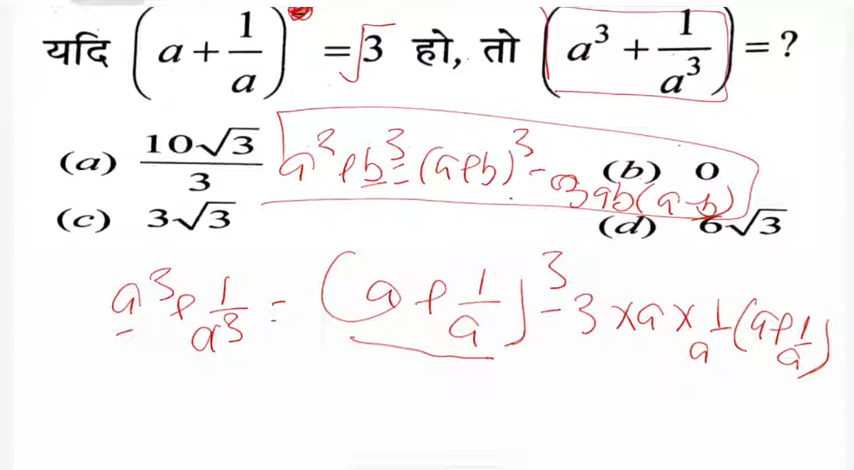 यदि (a + 1/a) = √3 हो, तो (a³ + 1/a³) = ?
(a) 10√3/3 (b) 0
a³ + b³ = (a+b)³ - 3ab(a+b)
(c) 3√3 (d) 6√3
a³ + 1/a³ = (a + 1/a)³ - 3 × a × 1/a (a + 1/a)